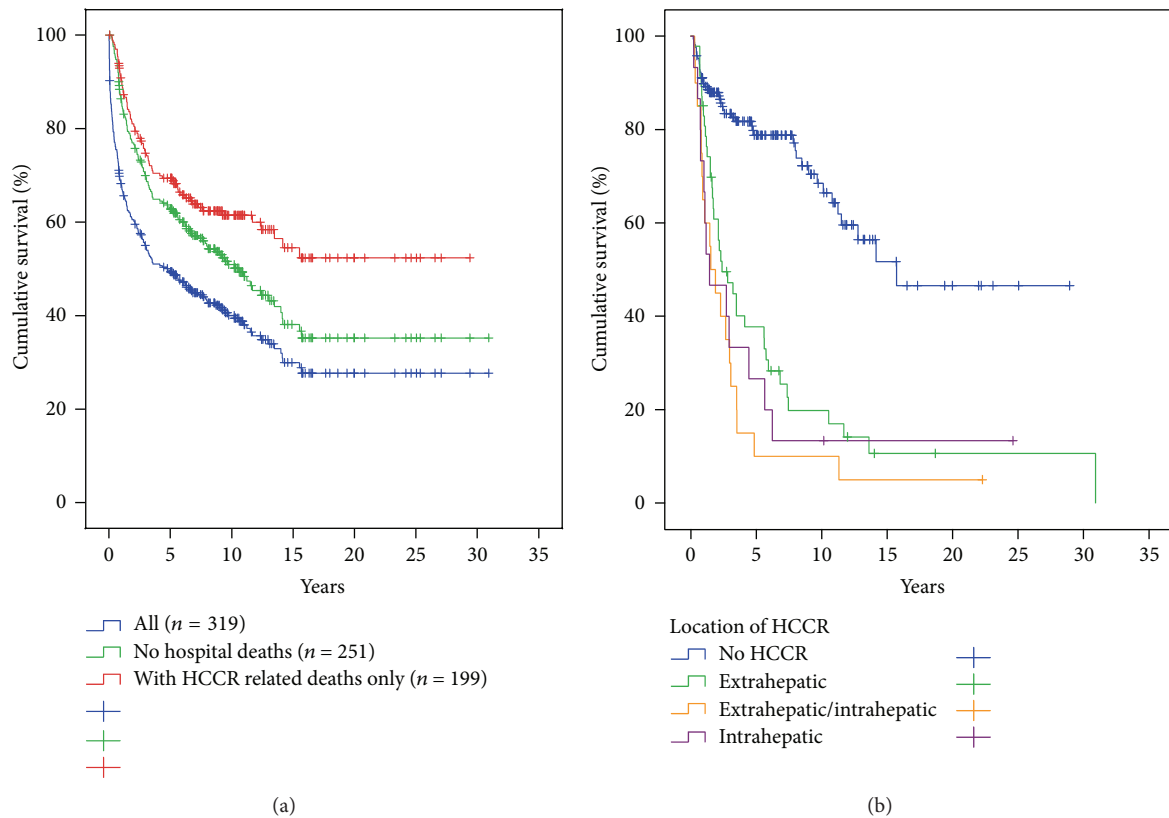 100
80
60
40
20
0
Cumulative survival (%)
0 5 10 15 20 25 30 35
Years
All (n = 319)
No hospital deaths (n = 251)
With HCCR related deaths only (n = 199)
(a)
100
80
60
40
20
0
Cumulative survival (%)
0 5 10 15 20 25 30 35
Years
Location of HCCR
No HCCR
Extrahepatic
Extrahepatic/intrahepatic
Intrahepatic
(b)